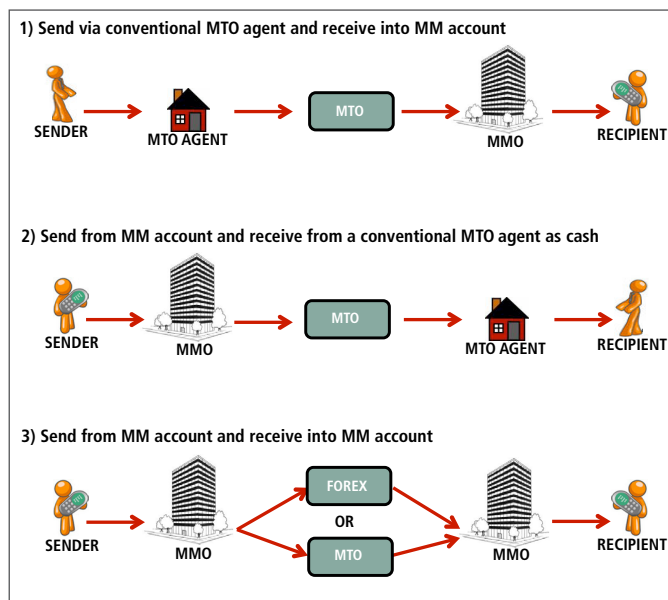 1) Send via conventional MTO agent and receive into MM account
SENDER
MTO AGENT
MTO
MMO
RECIPIENT
2) Send from MM account and receive from a conventional MTO agent as cash
SENDER
MMO
MTO
MTO AGENT
RECIPIENT
3) Send from MM account and receive into MM account
SENDER
MMO
FOREX
OR
MTO
MMO
RECIPIENT